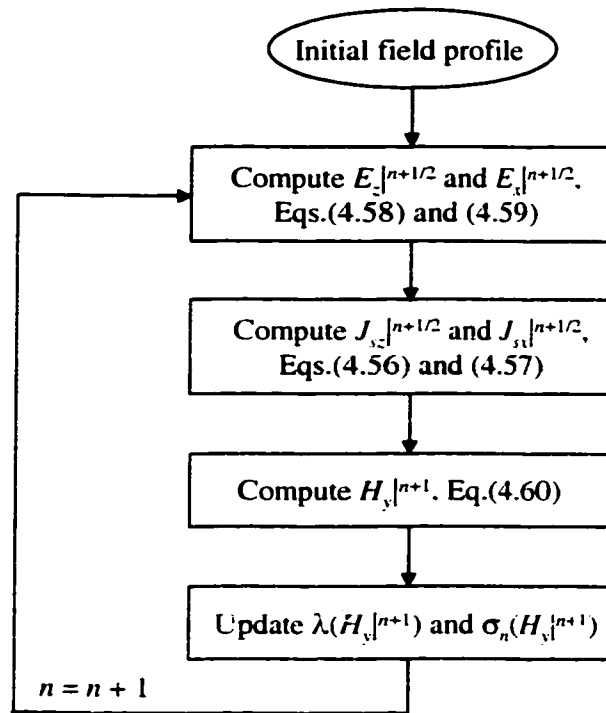 Initial field profile
Compute E_z|^{n+1/2} and E_x|^{n+1/2},
Eqs.(4.58) and (4.59)
Compute J_{sz}|^{n+1/2} and J_{sx}|^{n+1/2},
Eqs.(4.56) and (4.57)
Compute H_y|^{n+1}. Eq.(4.60)
Update λ(H_y|^{n+1}) and σ_n(H_y|^{n+1})
n = n + 1